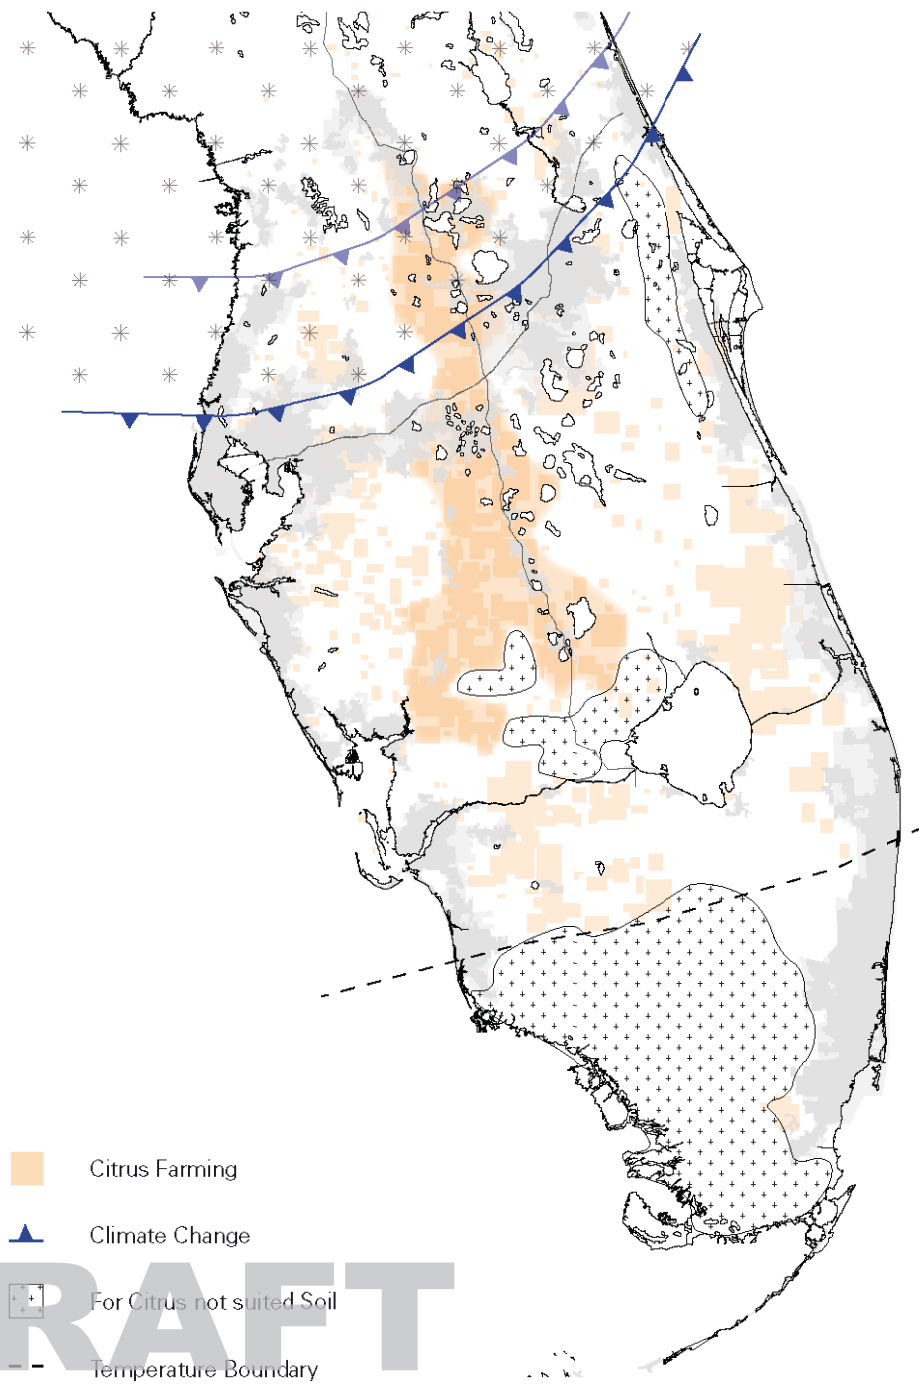 Citrus Farming
Climate Change
For Citrus not suited Soil
Temperature Boundary
RAFT